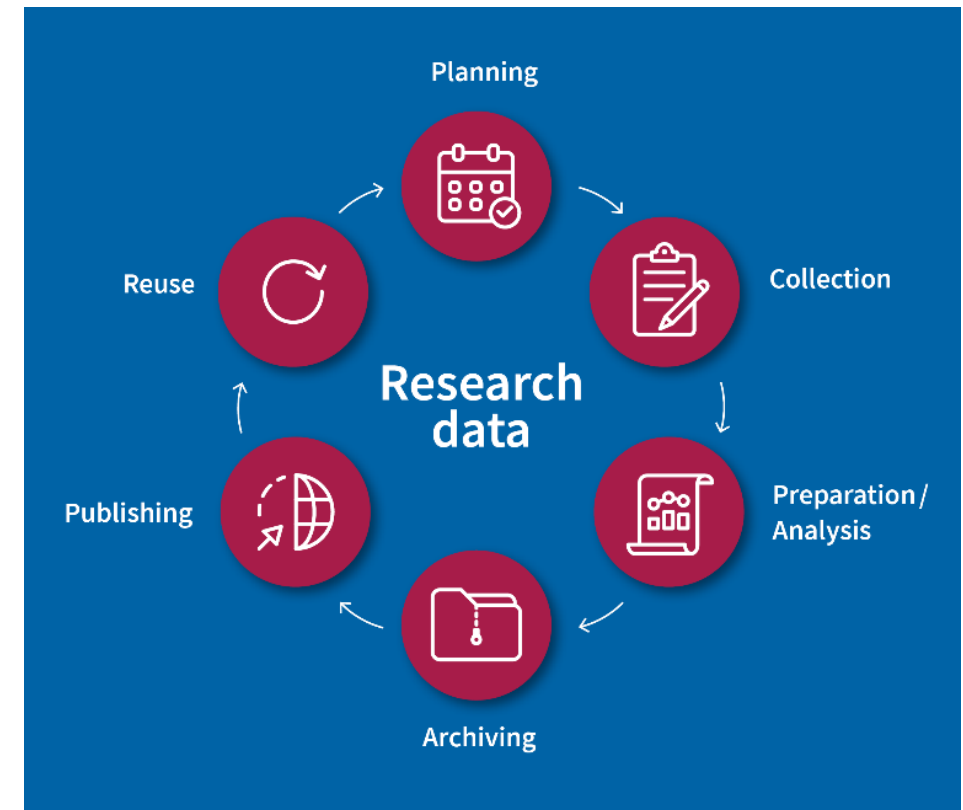 Planning
Collection
Preparation/
Analysis
Archiving
Publishing
Reuse
Research
data